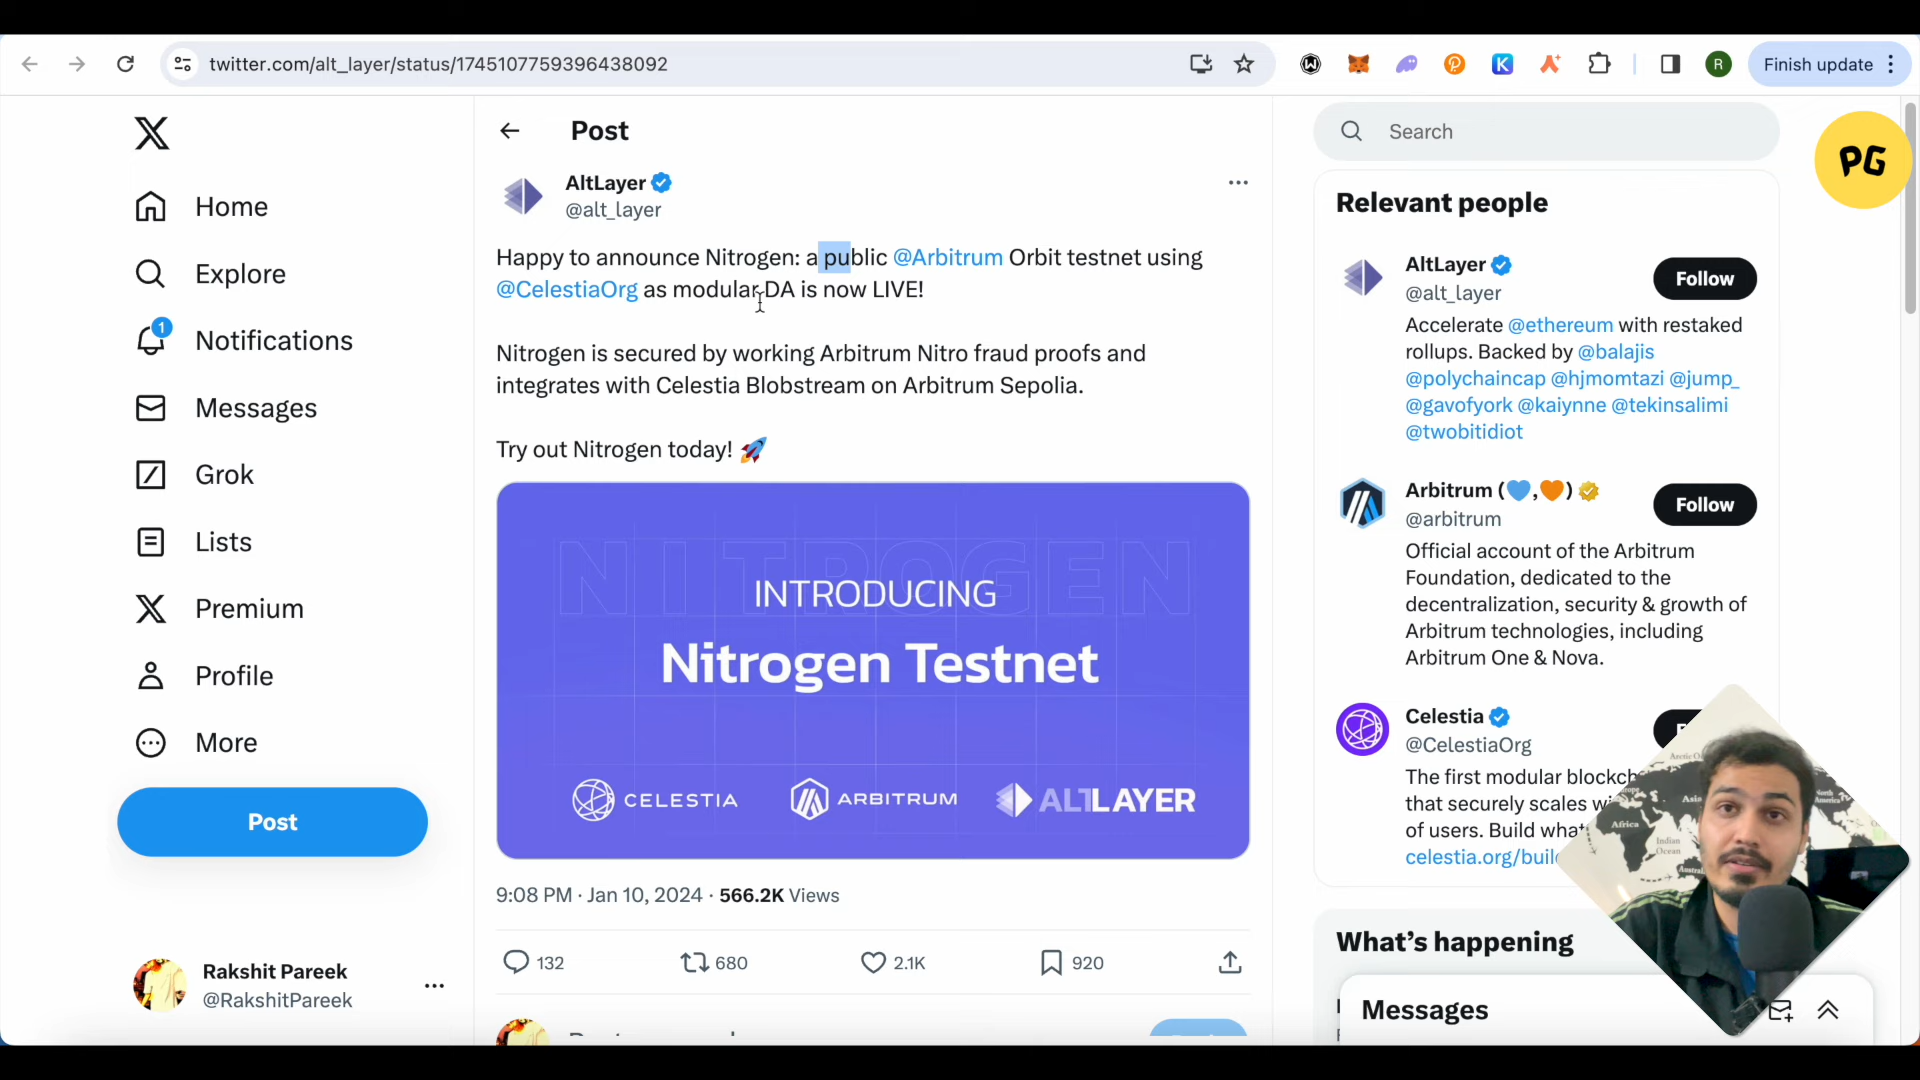 twitter.com/alt_layer/status/1745107759396438092
R
Finish update
Home
Explore
1
Notifications
Messages
Grok
Lists
Premium
Profile
More
Post
Rakshit Pareek
@RakshitPareek
Post
AltLayer
@alt_layer
Happy to announce Nitrogen: a public @Arbitrum Orbit testnet using
@CelestiaOrg as modular DA is now LIVE!
Nitrogen is secured by working Arbitrum Nitro fraud proofs and
integrates with Celestia Blobstream on Arbitrum Sepolia.
Try out Nitrogen today! 🚀
NITROGEN
INTRODUCING
Nitrogen Testnet
CELESTIA
ARBITRUM
ALTLAYER
9:08 PM · Jan 10, 2024 · 566.2K Views
132
680
2.1K
920
Search
PG
Relevant people
AltLayer
@alt_layer
Follow
Accelerate @ethereum with restaked
rollups. Backed by @balajis
@polychaincap @hjmomtazi @jump_
@gavofyork @kaiynne @tekinsalimi
@twobitidiot
Arbitrum (💙,🧡)
@arbitrum
Follow
Official account of the Arbitrum
Foundation, dedicated to the
decentralization, security & growth of
Arbitrum technologies, including
Arbitrum One & Nova.
Celestia
@CelestiaOrg
The first modular blockch
that securely scales wi
of users. Build what
celestia.org/build
What's happening
Messages
Africa
Indian
Ocean